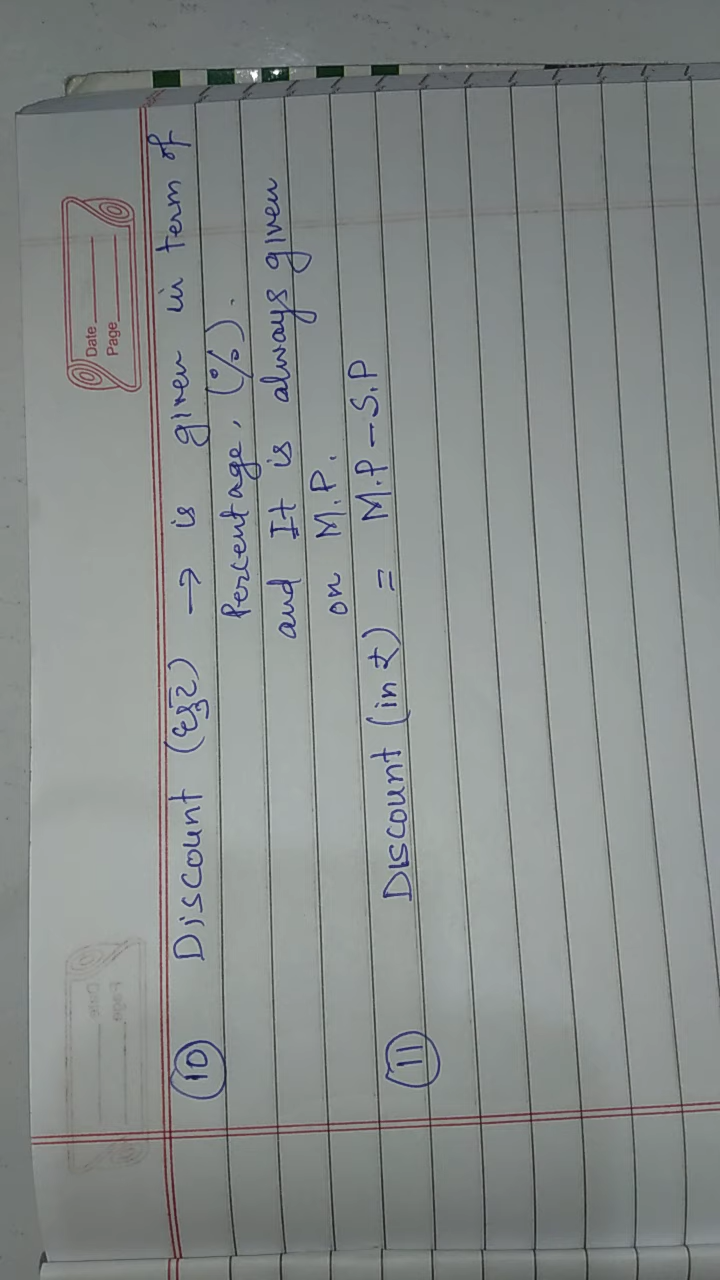 Date
Page
(10) Discount (छूट) → is given in term of
Percentage, (%).
and It is always given
on M.P.
(11) Discount (in ₹) = M.P - S.P